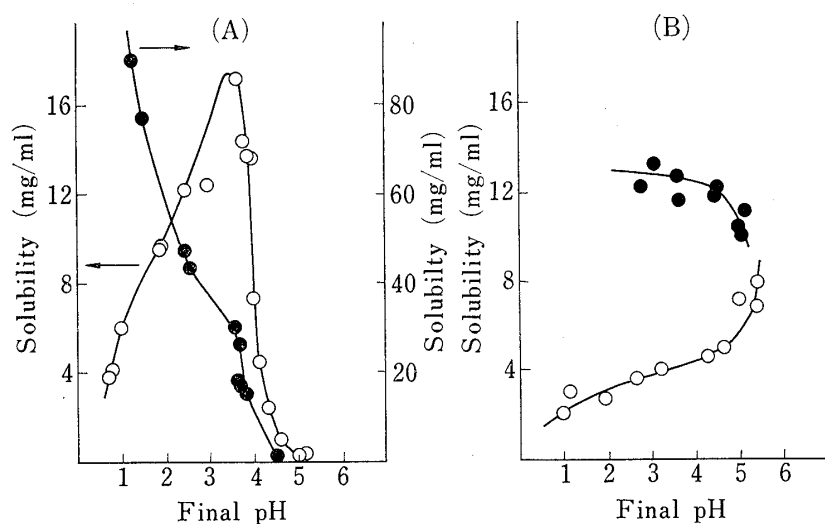 (A)
(B)
Solubility (mg/ml)
16
12
8
4
80
60
40
20
Solubilty (mg/ml)
1 2 3 4 5 6
Final pH
Solubility (mg/ml)
16
12
8
4
1 2 3 4 5 6
Final pH